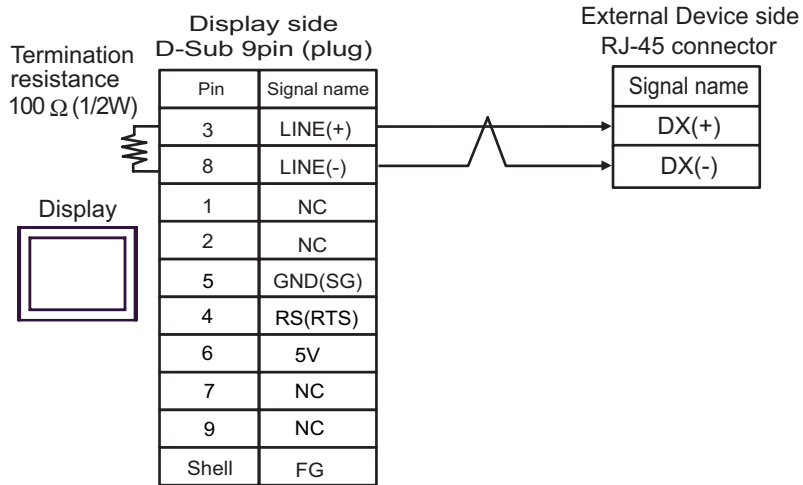 Display side
D-Sub 9pin (plug)
External Device side
RJ-45 connector
Termination
resistance
100 Ω (1/2W)
Pin Signal name
3 LINE(+)
8 LINE(-)
1 NC
2 NC
5 GND(SG)
4 RS(RTS)
6 5V
7 NC
9 NC
Shell FG
Signal name
DX(+)
DX(-)
Display